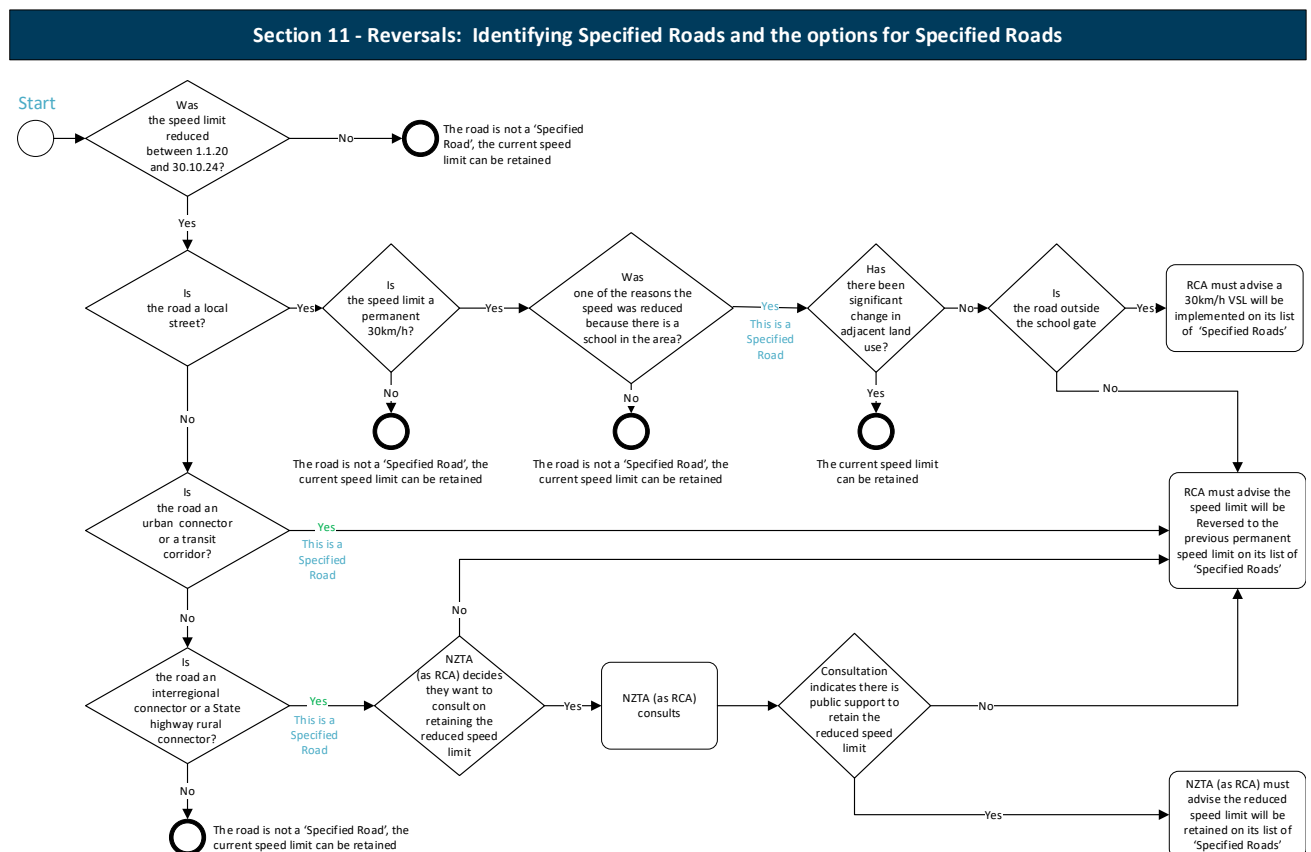 Section 11 - Reversals: Identifying Specified Roads and the options for Specified Roads
Start
Was
the speed limit
reduced
between 1.1.20
and 30.10.24?
No
The road is not a ‘Specified
Road’, the current speed
limit can be retained
Yes
Is
the road a local
street?
Yes
Is
the speed limit a
permanent
30km/h?
Yes
Was
one of the reasons the
speed was reduced
because there is a
school in the area?
Yes
This is a
Specified
Road
Has
there been
significant
change in
adjacent land
use?
No
Is
the road outside
the school gate
Yes
RCA must advise a
30km/h VSL will be
implemented on its list
of ‘Specified Roads’
No
The road is not a ‘Specified Road’, the
current speed limit can be retained
No
The road is not a ‘Specified Road’, the
current speed limit can be retained
Yes
The current speed limit
can be retained
No
No
Is
the road an
urban connector
or a transit
corridor?
Yes
This is a
Specified
Road
RCA must advise the
speed limit will be
Reversed to the
previous permanent
speed limit on its list of
‘Specified Roads’
No
Is
the road an
interregional
connector or a State
highway rural
connector?
Yes
This is a
Specified
Road
No
NZTA
(as RCA) decides
they want to
consult on
retaining the
reduced speed
limit
Yes
NZTA (as RCA)
consults
Consultation
indicates there is
public support to
retain the
reduced speed
limit
No
Yes
NZTA (as RCA) must
advise the reduced
speed limit will be
retained on its list of
‘Specified Roads’
No
The road is not a ‘Specified Road’, the
current speed limit can be retained